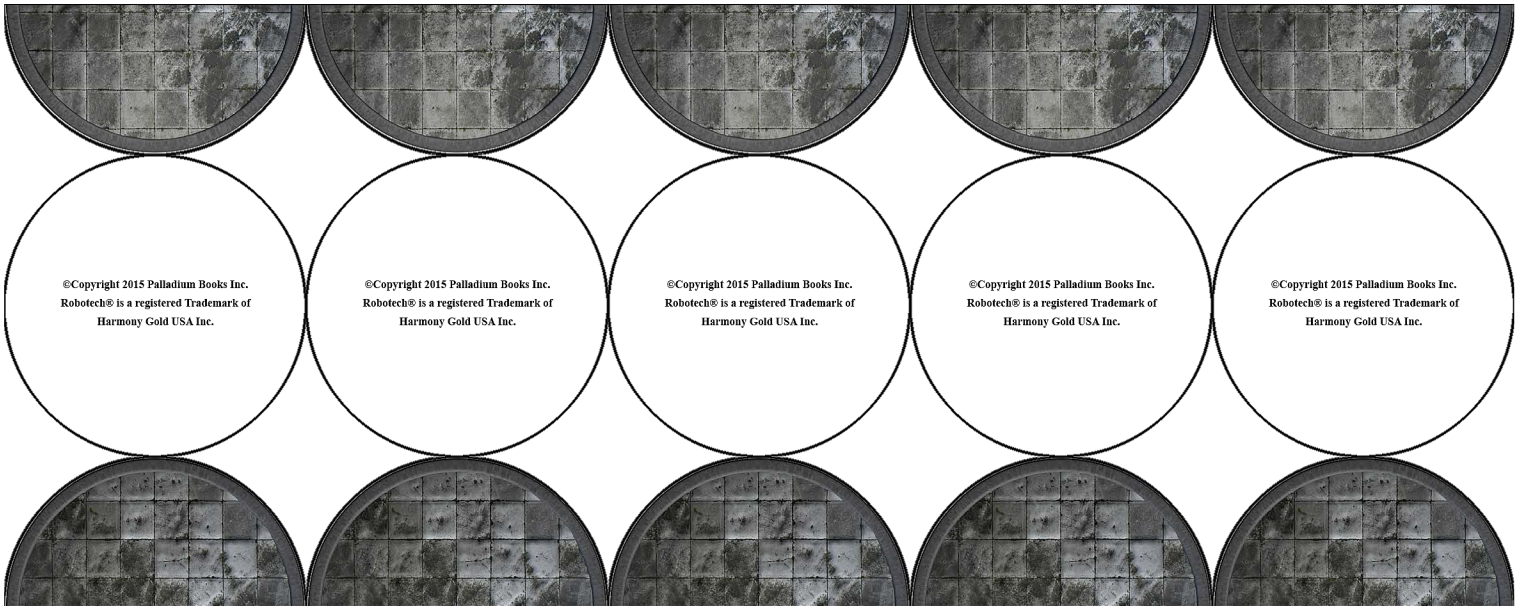 ©Copyright 2015 Palladium Books Inc.
Robotech® is a registered Trademark of
Harmony Gold USA Inc.
©Copyright 2015 Palladium Books Inc.
Robotech® is a registered Trademark of
Harmony Gold USA Inc.
©Copyright 2015 Palladium Books Inc.
Robotech® is a registered Trademark of
Harmony Gold USA Inc.
©Copyright 2015 Palladium Books Inc.
Robotech® is a registered Trademark of
Harmony Gold USA Inc.
©Copyright 2015 Palladium Books Inc.
Robotech® is a registered Trademark of
Harmony Gold USA Inc.